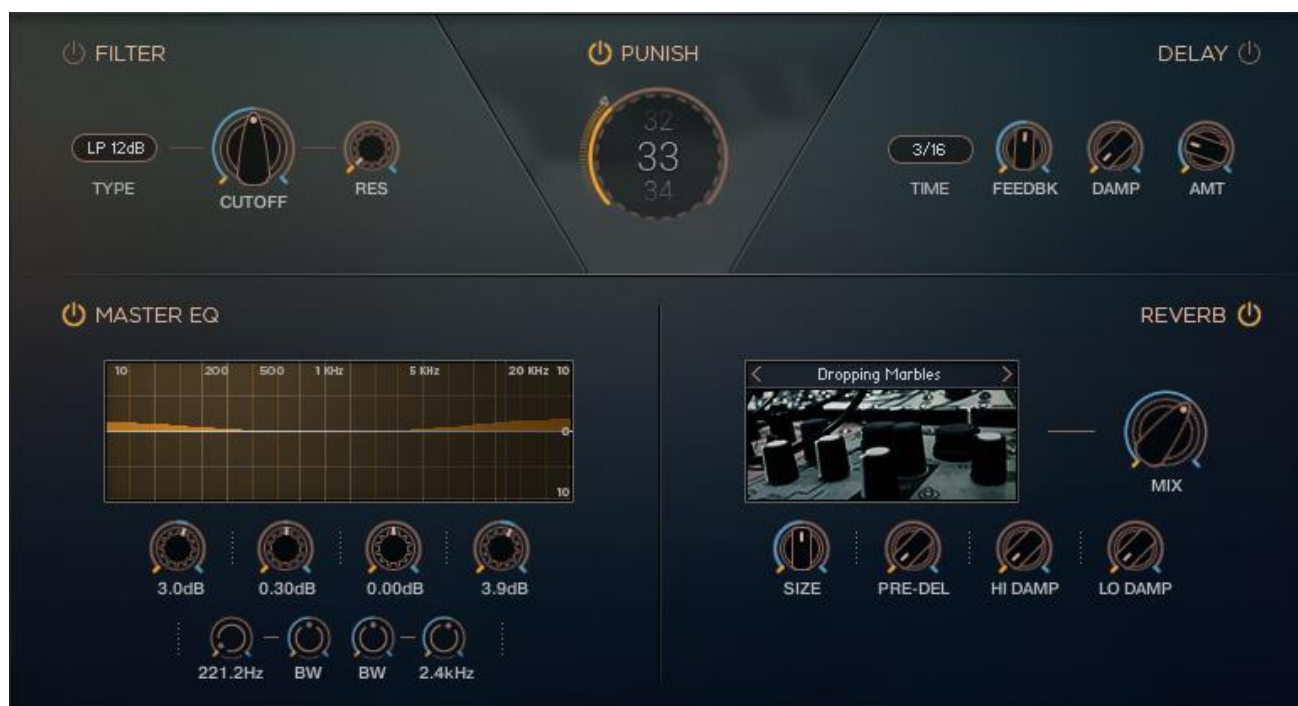 FILTER
PUNISH
DELAY
LP 12dB
TYPE
CUTOFF
RES
32
33
34
3/16
TIME
FEEDBK
DAMP
AMT
MASTER EQ
10 200 500 1 KHz 5 KHz 20 KHz 10
0
10
3.0dB
0.30dB
0.00dB
3.9dB
221.2Hz
BW
BW
2.4kHz
REVERB
Dropping Marbles
MIX
SIZE
PRE-DEL
HI DAMP
LO DAMP